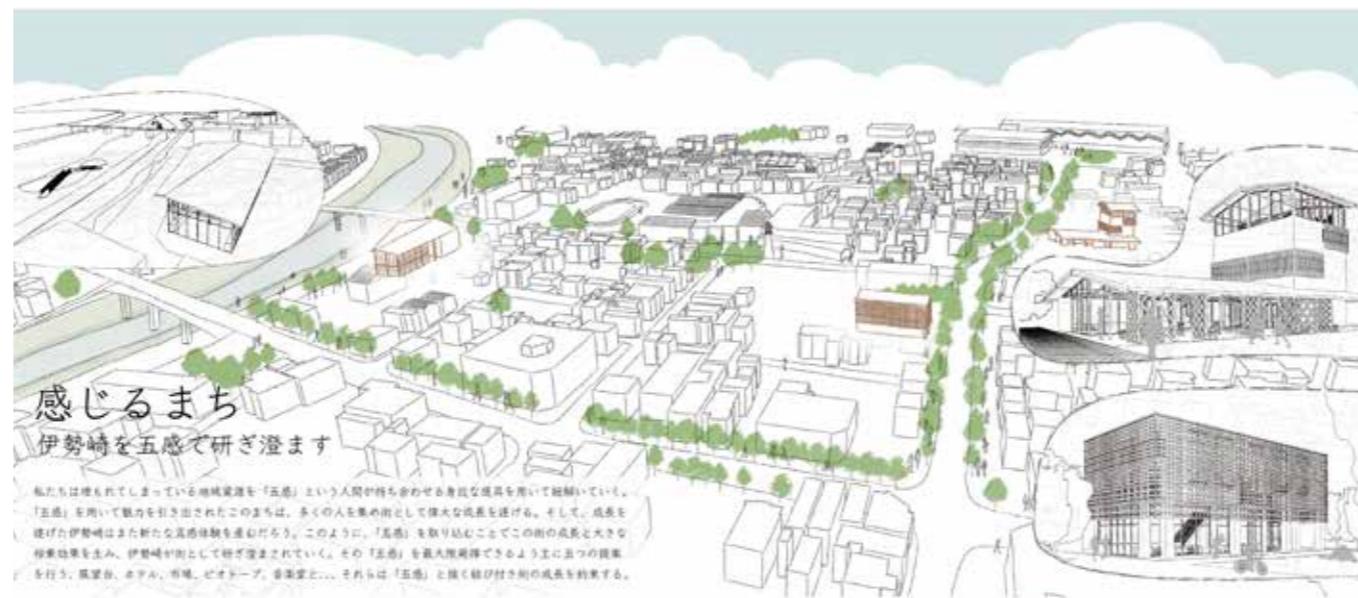 感じるまち
伊勢崎を五感で研ぎ澄ます
私たちは埋もれてしまっている地域資源を「五感」という人間が持ち合わせる身近な道具を用いて紐解いていく。
「五感」を用いて魅力を引き出されたこのまちは、多くの人を集め街として偉大な成長を遂げる。そして、成長を
遂げた伊勢崎はまた新たな五感体験を産むだろう。このように、「五感」を取り込むことでこの街の成長と大きな
相乗効果を生み、伊勢崎が街として研ぎ澄まされていく。その「五感」を最大限発揮できるよう主に五つの提案
を行う。展望台、ホテル、市場、ビオトープ、音楽堂と... それらは「五感」と強く結び付き街の成長を約束する。